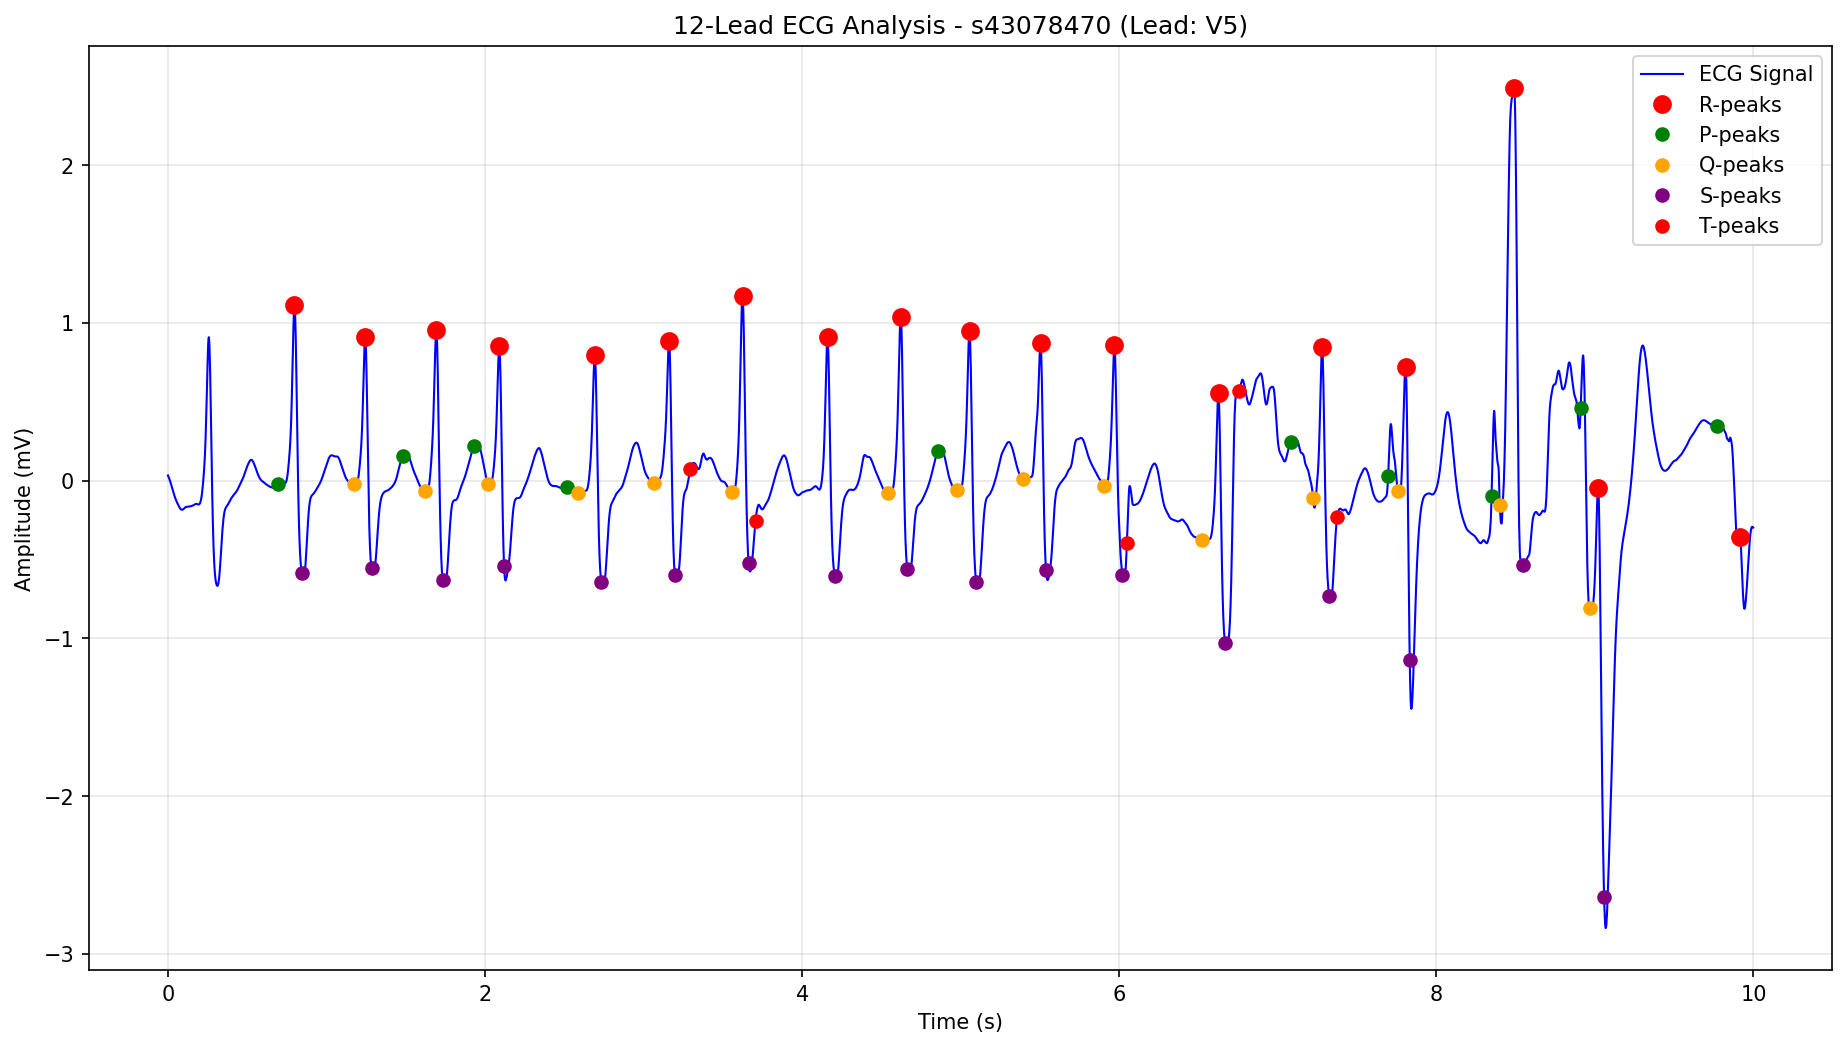 12-Lead ECG Analysis - s43078470 (Lead: V5)
ECG Signal
R-peaks
P-peaks
Q-peaks
S-peaks
T-peaks
Amplitude (mV)
2
1
0
−1
−2
−3
0
2
4
6
8
10
Time (s)